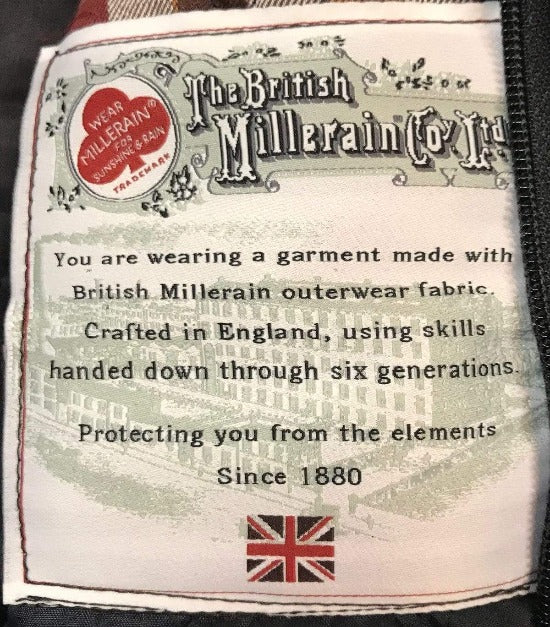 The British
Millerain Coy. Ltd
WEAR
MILLERAIN®
FOR
SUNSHINE & RAIN
TRADEMARK
You are wearing a garment made with
British Millerain outerwear fabric.
Crafted in England, using skills
handed down through six generations.
Protecting you from the elements
Since 1880